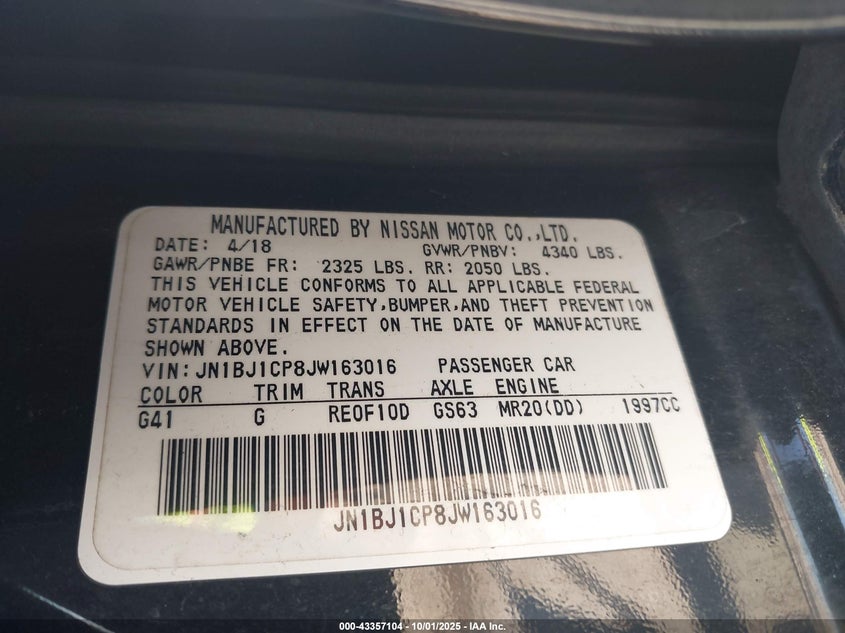 MANUFACTURED BY NISSAN MOTOR CO.,LTD.
DATE: 4/18 GVWR/PNBV: 4340 LBS.
GAWR/PNBE FR: 2325 LBS. RR: 2050 LBS.
THIS VEHICLE CONFORMS TO ALL APPLICABLE FEDERAL
MOTOR VEHICLE SAFETY,BUMPER,AND THEFT PREVENTION
STANDARDS IN EFFECT ON THE DATE OF MANUFACTURE
SHOWN ABOVE.
VIN:JN1BJ1CP8JW163016 PASSENGER CAR
COLOR TRIM TRANS AXLE ENGINE
G41 G RE0F10D GS63 MR20(DD) 1997CC
JN1BJ1CP8JW163016
000-43357104 | 10/01/2025 - IAA Inc.